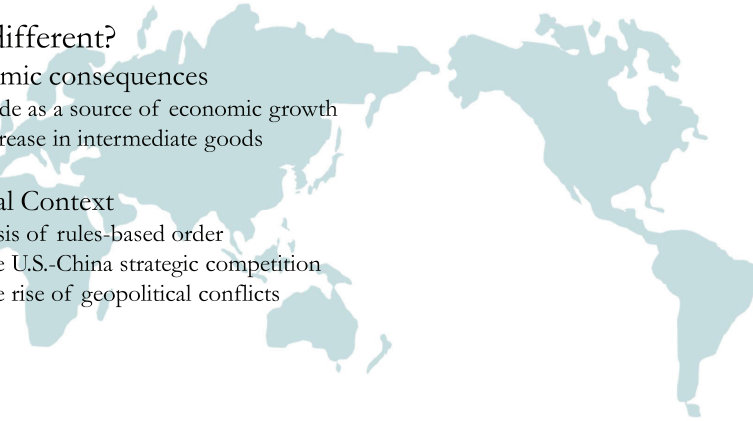 different?
mic consequences
de as a source of economic growth
rease in intermediate goods
al Context
sis of rules-based order
e U.S.-China strategic competition
e rise of geopolitical conflicts